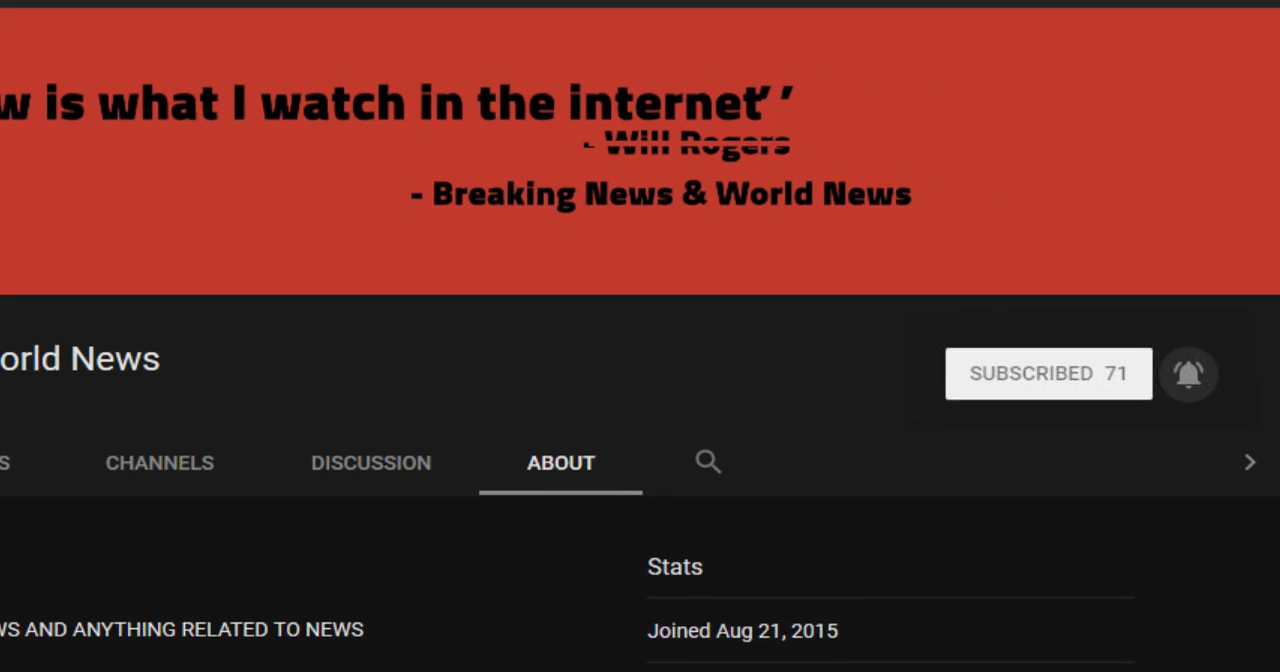 w is what I watch in the internet’’
- Will Rogers
- Breaking News & World News
orld News
SUBSCRIBED 71
S CHANNELS DISCUSSION ABOUT
Stats
WS AND ANYTHING RELATED TO NEWS
Joined Aug 21, 2015